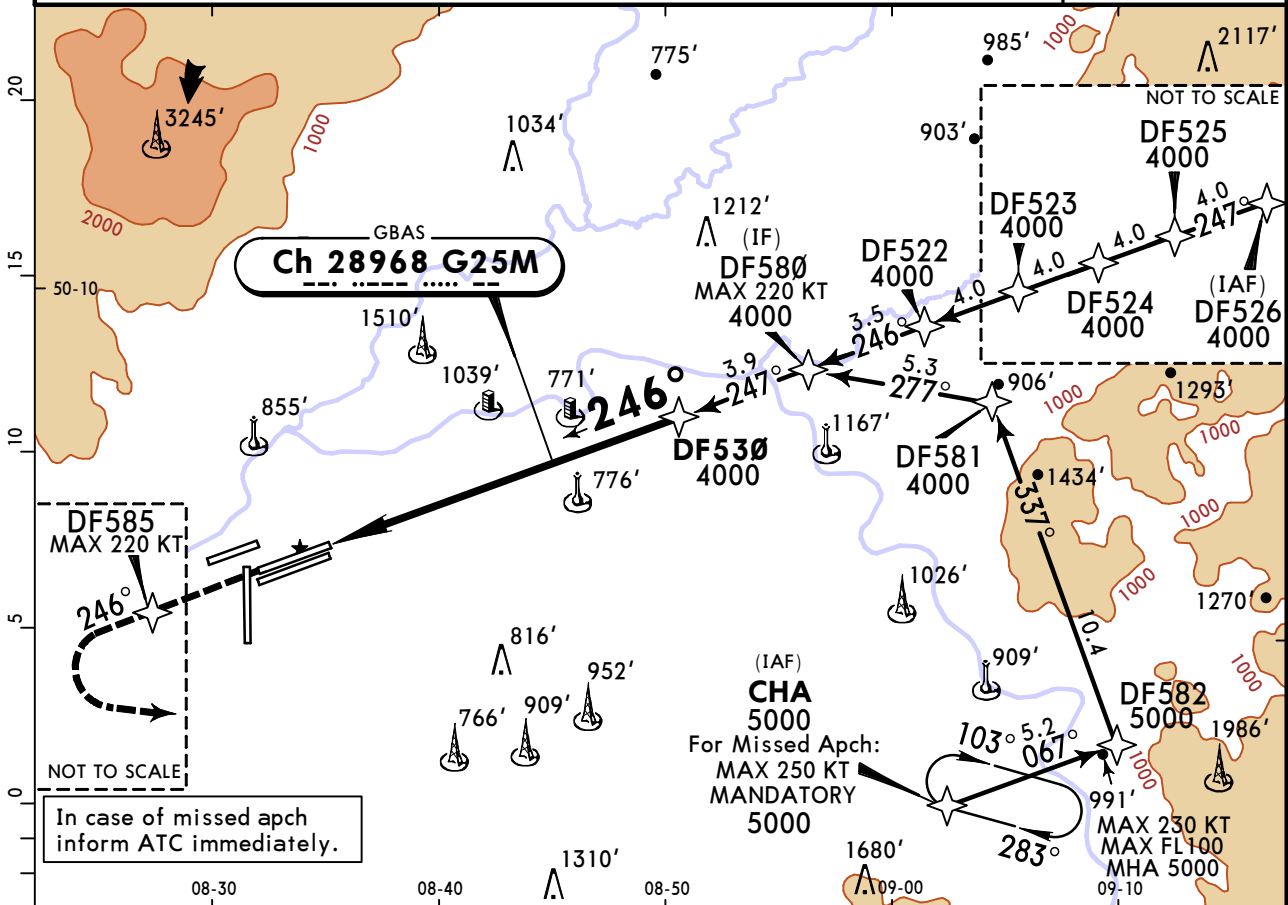 2117'
985'
1000
775'
20
NOT TO SCALE
3245'
903'
1034'
1000
DF525
4000
4.0
247°
2000
1212'
DF523
4000
4.0
GBAS
Ch 28968 G25M
(IF)
DF580
MAX 220 KT
4000
DF522
4000
4.0
15
50-10
4.0
DF524
4000
(IAF)
DF526
4000
1510'
3.5
246°
1039'
771'
3.9
247°
5.3
277°
906'
1293'
1000
246°
855'
1167'
1000
10
DF530
4000
DF581
4000
776'
1434'
337°
1000
DF585
MAX 220 KT
246°
1026'
1000
1270'
5
10.4
816'
909'
1000
952'
(IAF)
CHA
5000
For Missed Apch:
MAX 250 KT
MANDATORY
5000
DF582
5000
766'
909'
103°
5.2
067°
1986'
1000
NOT TO SCALE
0
991'
MAX 230 KT
MAX FL100
MHA 5000
283°
In case of missed apch
inform ATC immediately.
1310'
1680'
08-30
08-40
08-50
09-00
09-10